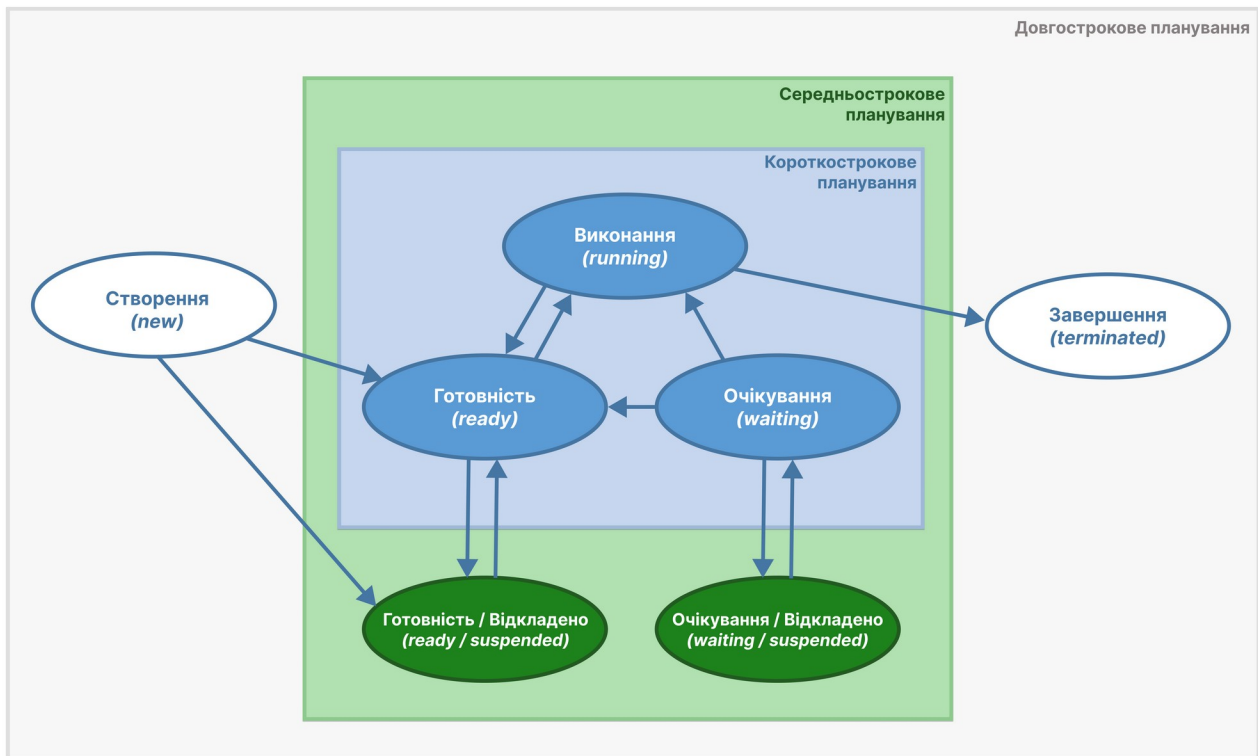 Довгострокове планування
Середньострокове
планування
Короткострокове
планування
Виконання
(running)
Створення
(new)
Завершення
(terminated)
Готовність
(ready)
Очікування
(waiting)
Готовність / Відкладено
(ready / suspended)
Очікування / Відкладено
(waiting / suspended)